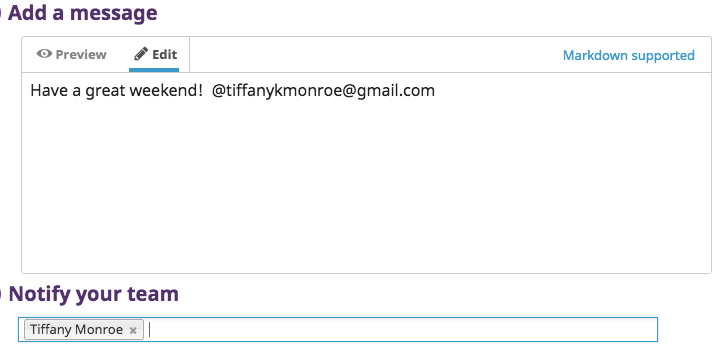 Add a message
Preview Edit Markdown supported
Have a great weekend!  @tiffanykmonroe@gmail.com
Notify your team
Tiffany Monroe ×